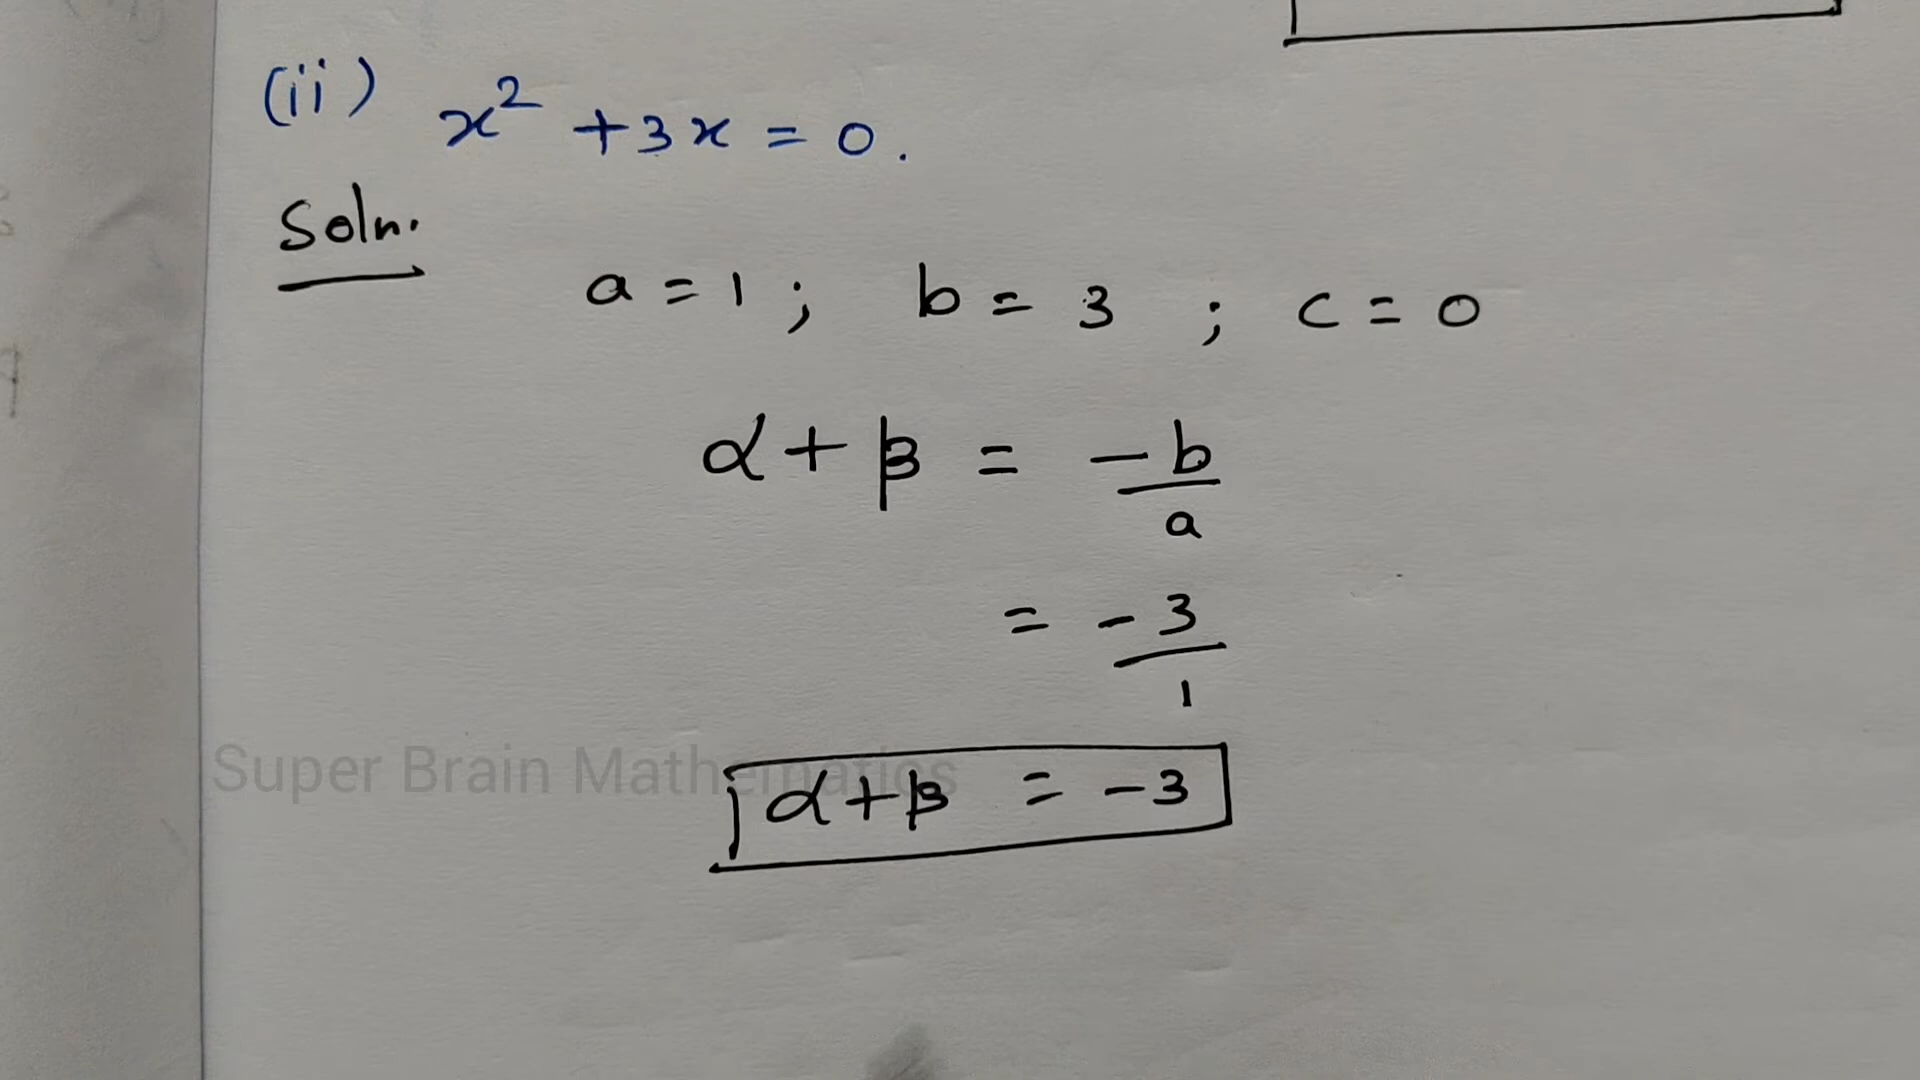 (ii) x² + 3x = 0.
Soln.
a = 1 ; b = 3 ; c = 0
α + β = -b/a
= -3/1
Super Brain Mathematics
α + β = -3